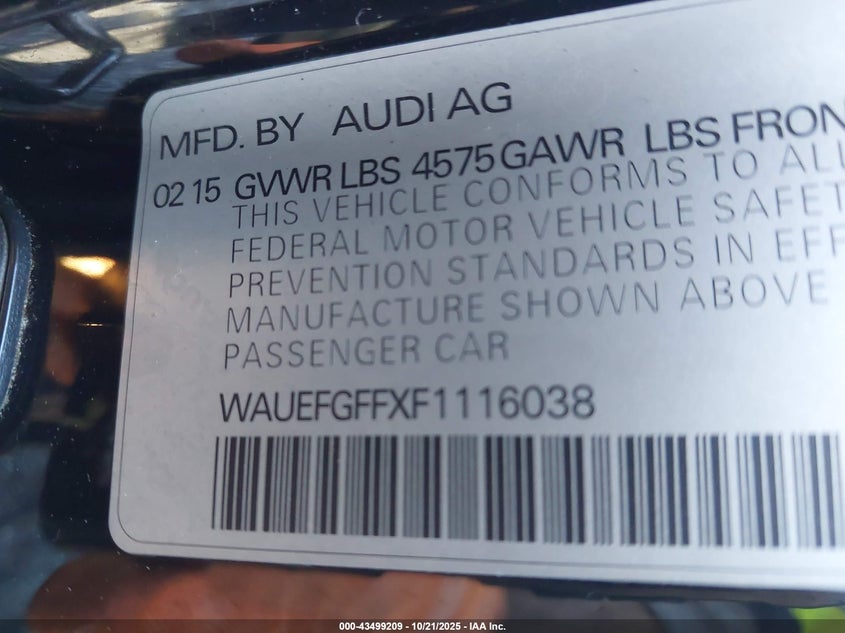 MFD. BY AUDI AG
02 15 GVWR LBS 4575 GAWR LBS FRON
THIS VEHICLE CONFORMS TO ALL
FEDERAL MOTOR VEHICLE SAFET
PREVENTION STANDARDS IN EFF
MANUFACTURE SHOWN ABOVE
PASSENGER CAR
WAUEFGFFXF1116038
000-43499209 - 10/21/2025 - IAA Inc.